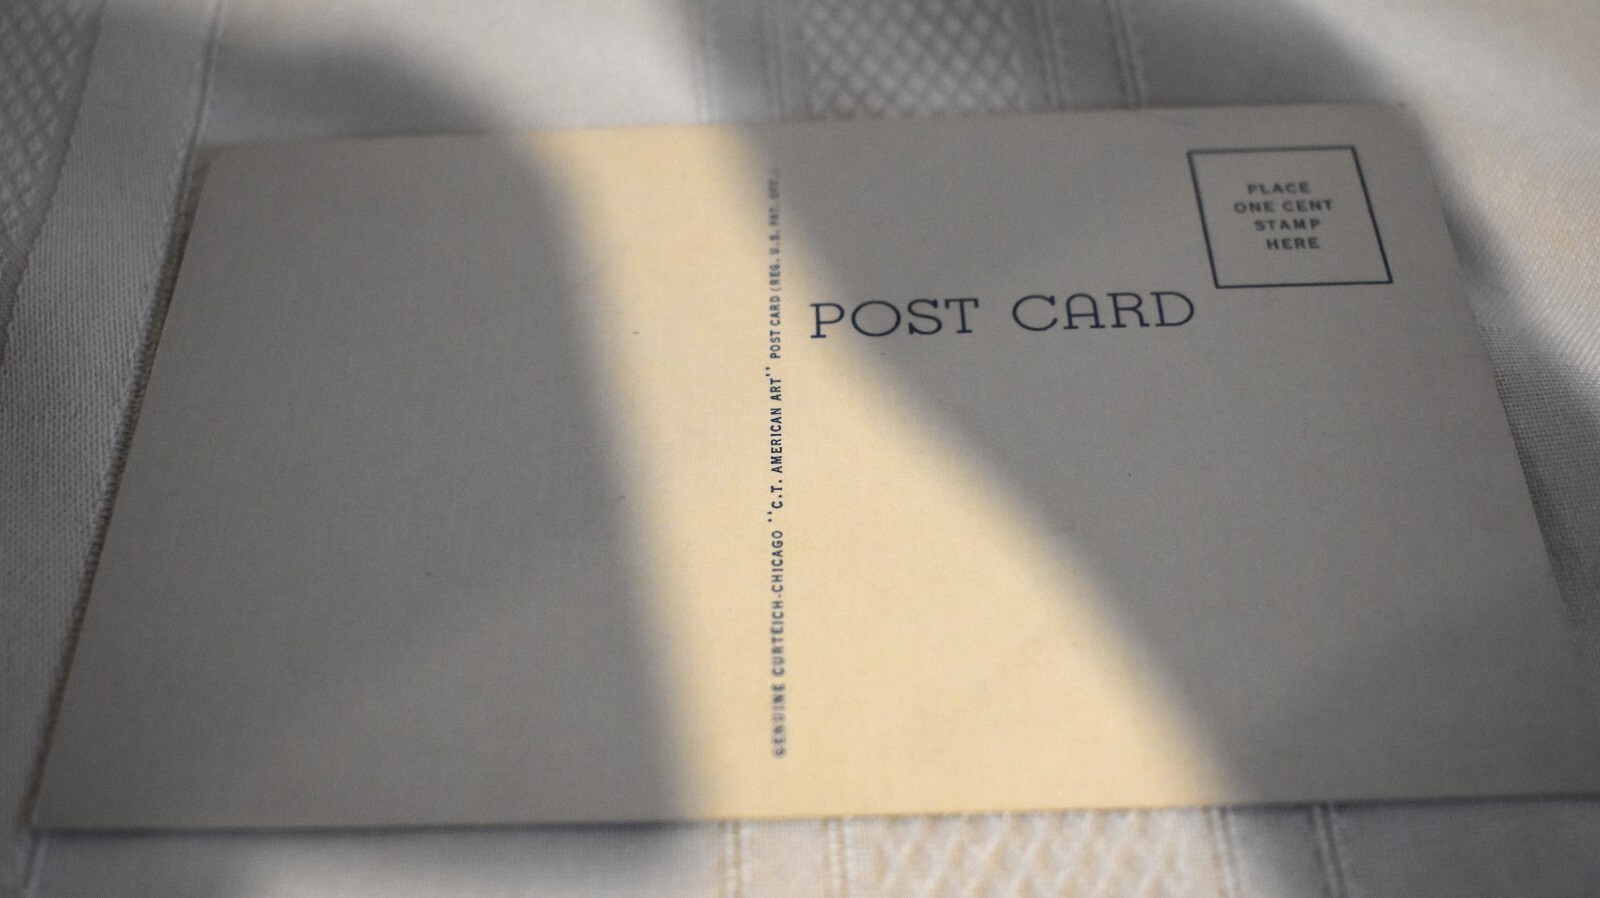 PLACE
ONE CENT
STAMP
HERE
POST CARD
GENUINE CURTEICH-CHICAGO "C.T. AMERICAN ART" POST CARD (REG. U.S. PAT. OFF.)